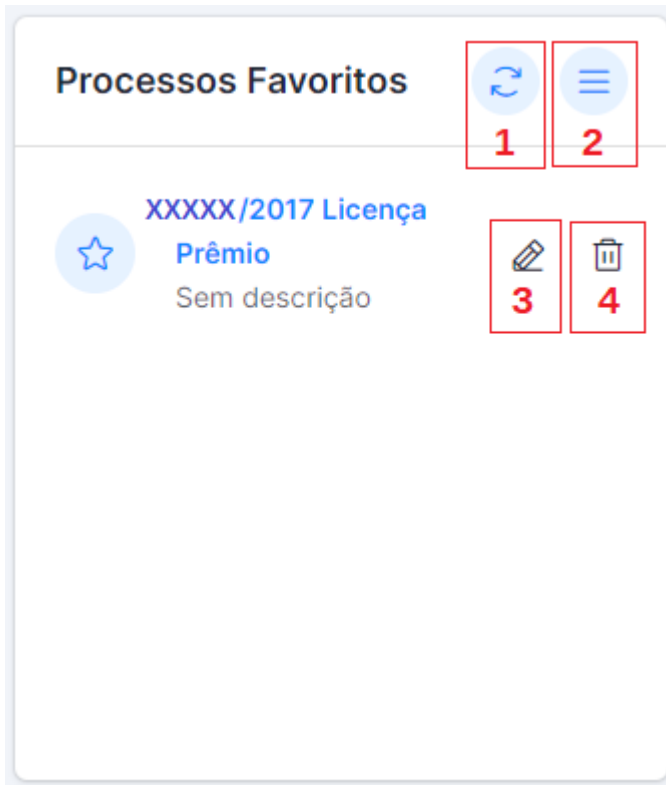 Processos Favoritos
1 2
XXXXX/2017 Licença
Prêmio
Sem descrição
3 4